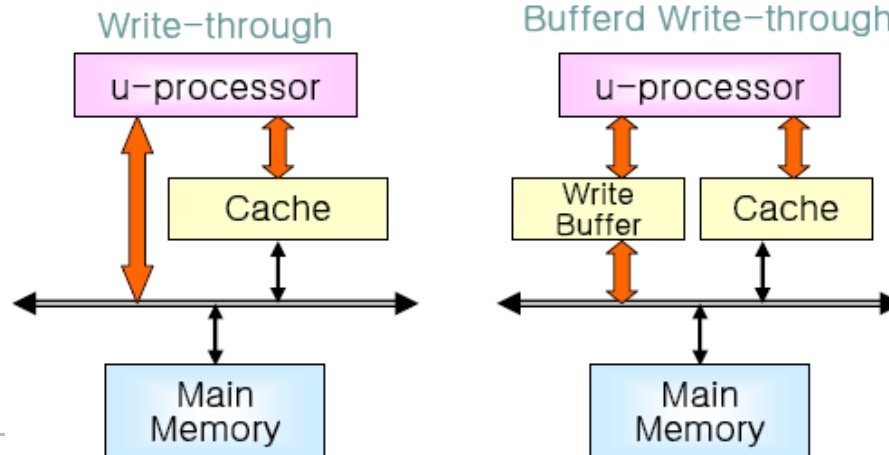 Write-through
u-processor
Cache
Main
Memory
Bufferd Write-through
u-processor
Write
Buffer
Cache
Main
Memory